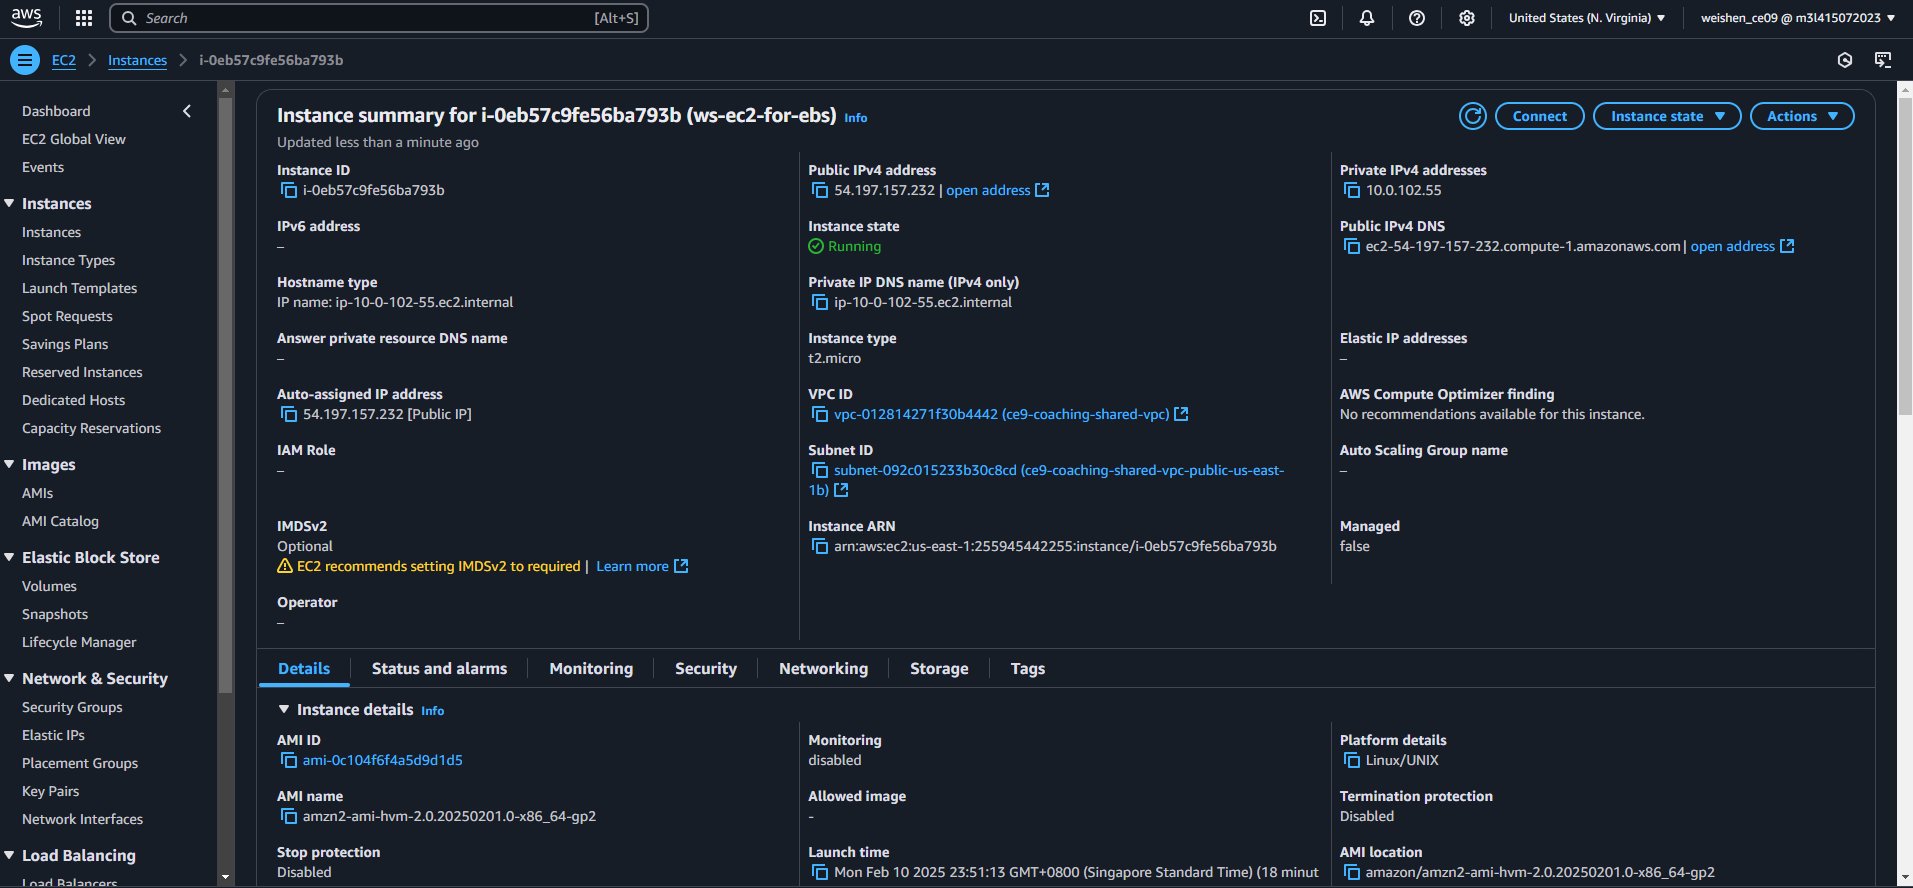 aws
Search [Alt+S]
United States (N. Virginia) ▼
weishen_ce09 @ m3l415072023 ▼
EC2 > Instances > i-0eb57c9fe56ba793b
Dashboard
EC2 Global View
Events
Instances
Instances
Instance Types
Launch Templates
Spot Requests
Savings Plans
Reserved Instances
Dedicated Hosts
Capacity Reservations
Images
AMIs
AMI Catalog
Elastic Block Store
Volumes
Snapshots
Lifecycle Manager
Network & Security
Security Groups
Elastic IPs
Placement Groups
Key Pairs
Network Interfaces
Load Balancing
Load Balancers
Instance summary for i-0eb57c9fe56ba793b (ws-ec2-for-ebs) Info
Updated less than a minute ago
Connect
Instance state ▼
Actions ▼
Instance ID
i-0eb57c9fe56ba793b
Public IPv4 address
54.197.157.232 | open address
Private IPv4 addresses
10.0.102.55
IPv6 address
–
Instance state
Running
Public IPv4 DNS
ec2-54-197-157-232.compute-1.amazonaws.com | open address
Hostname type
IP name: ip-10-0-102-55.ec2.internal
Private IP DNS name (IPv4 only)
ip-10-0-102-55.ec2.internal
Answer private resource DNS name
–
Instance type
t2.micro
Elastic IP addresses
–
Auto-assigned IP address
54.197.157.232 [Public IP]
VPC ID
vpc-012814271f30b4442 (ce9-coaching-shared-vpc)
AWS Compute Optimizer finding
No recommendations available for this instance.
IAM Role
–
Subnet ID
subnet-092c015233b30c8cd (ce9-coaching-shared-vpc-public-us-east-
1b)
Auto Scaling Group name
–
IMDSv2
Optional
EC2 recommends setting IMDSv2 to required | Learn more
Instance ARN
arn:aws:ec2:us-east-1:255945442255:instance/i-0eb57c9fe56ba793b
Managed
false
Operator
–
Details
Status and alarms
Monitoring
Security
Networking
Storage
Tags
Instance details Info
AMI ID
ami-0c104f6f4a5d9d1d5
Monitoring
disabled
Platform details
Linux/UNIX
AMI name
amzn2-ami-hvm-2.0.20250201.0-x86_64-gp2
Allowed image
-
Termination protection
Disabled
Stop protection
Disabled
Launch time
Mon Feb 10 2025 23:51:13 GMT+0800 (Singapore Standard Time) (18 minut
AMI location
amazon/amzn2-ami-hvm-2.0.20250201.0-x86_64-gp2